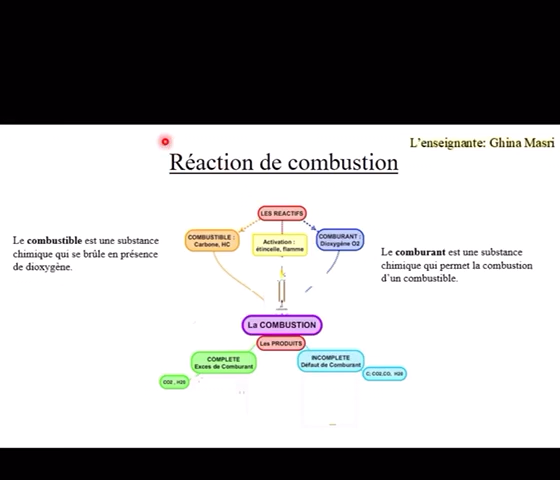 L'enseignante: Ghina Masri
Réaction de combustion
LES REACTIFS
COMBUSTIBLE :
Carbone, HC
Activation :
étincelle, flamme
COMBURANT :
Dioxygène O2
Le combustible est une substance
chimique qui se brûle en présence
de dioxygène.
Le comburant est une substance
chimique qui permet la combustion
d'un combustible.
La COMBUSTION
Les PRODUITS
COMPLETE
Exces de Comburant
INCOMPLETE
Défaut de Comburant
CO2 , H2O
C, CO2,CO, H2O